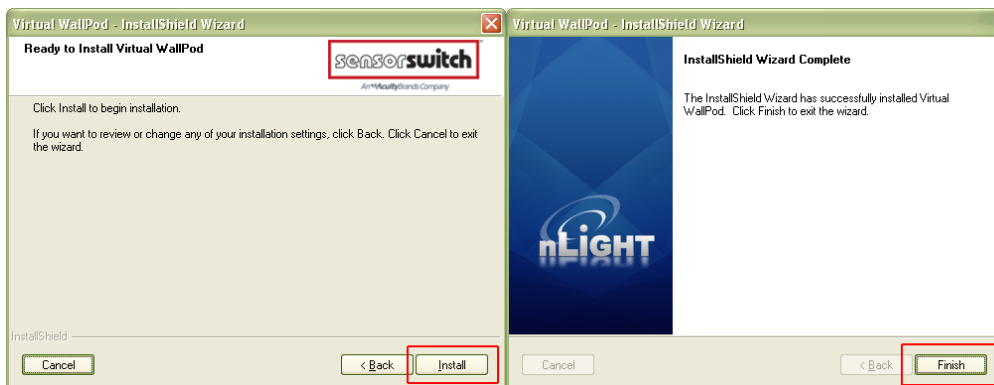 Virtual WallPod - InstallShield Wizard
Ready to Install Virtual WallPod
sensorswitch
An AcuityBrands Company
Click Install to begin installation.
If you want to review or change any of your installation settings, click Back. Click Cancel to exit
the wizard.
InstallShield
Cancel
< Back
Install
Virtual WallPod - InstallShield Wizard
InstallShield Wizard Complete
The InstallShield Wizard has successfully installed Virtual
WallPod. Click Finish to exit the wizard.
nLIGHT
Cancel
< Back
Finish